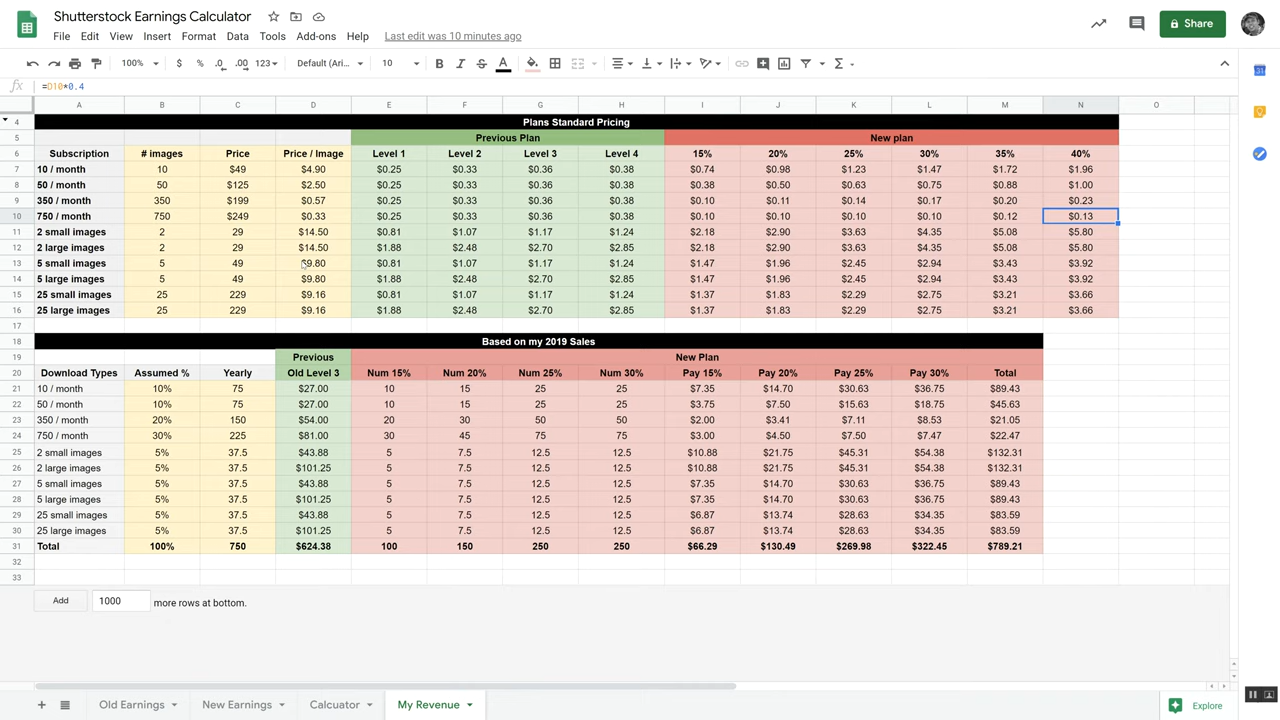 Shutterstock Earnings Calculator
File Edit View Insert Format Data Tools Add-ons Help Last edit was 10 minutes ago
Share
100% $ % .0 .00 123 Default (Ari... 10 B I S A Σ
fx =D10*0.4
A B C D E F G H I J K L M N O
4 Plans Standard Pricing
5 Previous Plan New plan
6 Subscription # images Price Price / Image Level 1 Level 2 Level 3 Level 4 15% 20% 25% 30% 35% 40%
7 10 / month 10 $49 $4.90 $0.25 $0.33 $0.36 $0.38 $0.74 $0.98 $1.23 $1.47 $1.72 $1.96
8 50 / month 50 $125 $2.50 $0.25 $0.33 $0.36 $0.38 $0.38 $0.50 $0.63 $0.75 $0.88 $1.00
9 350 / month 350 $199 $0.57 $0.25 $0.33 $0.36 $0.38 $0.10 $0.11 $0.14 $0.17 $0.20 $0.23
10 750 / month 750 $249 $0.33 $0.25 $0.33 $0.36 $0.38 $0.10 $0.10 $0.10 $0.10 $0.12 $0.13
11 2 small images 2 29 $14.50 $0.81 $1.07 $1.17 $1.24 $2.18 $2.90 $3.63 $4.35 $5.08 $5.80
12 2 large images 2 29 $14.50 $1.88 $2.48 $2.70 $2.85 $2.18 $2.90 $3.63 $4.35 $5.08 $5.80
13 5 small images 5 49 $9.80 $0.81 $1.07 $1.17 $1.24 $1.47 $1.96 $2.45 $2.94 $3.43 $3.92
14 5 large images 5 49 $9.80 $1.88 $2.48 $2.70 $2.85 $1.47 $1.96 $2.45 $2.94 $3.43 $3.92
15 25 small images 25 229 $9.16 $0.81 $1.07 $1.17 $1.24 $1.37 $1.83 $2.29 $2.75 $3.21 $3.66
16 25 large images 25 229 $9.16 $1.88 $2.48 $2.70 $2.85 $1.37 $1.83 $2.29 $2.75 $3.21 $3.66
17
18 Based on my 2019 Sales
19 Previous New Plan
20 Download Types Assumed % Yearly Old Level 3 Num 15% Num 20% Num 25% Num 30% Pay 15% Pay 20% Pay 25% Pay 30% Total
21 10 / month 10% 75 $27.00 10 15 25 25 $7.35 $14.70 $30.63 $36.75 $89.43
22 50 / month 10% 75 $27.00 10 15 25 25 $3.75 $7.50 $15.63 $18.75 $45.63
23 350 / month 20% 150 $54.00 20 30 50 50 $2.00 $3.41 $7.11 $8.53 $21.05
24 750 / month 30% 225 $81.00 30 45 75 75 $3.00 $4.50 $7.50 $7.47 $22.47
25 2 small images 5% 37.5 $43.88 5 7.5 12.5 12.5 $10.88 $21.75 $45.31 $54.38 $132.31
26 2 large images 5% 37.5 $101.25 5 7.5 12.5 12.5 $10.88 $21.75 $45.31 $54.38 $132.31
27 5 small images 5% 37.5 $43.88 5 7.5 12.5 12.5 $7.35 $14.70 $30.63 $36.75 $89.43
28 5 large images 5% 37.5 $101.25 5 7.5 12.5 12.5 $7.35 $14.70 $30.63 $36.75 $89.43
29 25 small images 5% 37.5 $43.88 5 7.5 12.5 12.5 $6.87 $13.74 $28.63 $34.35 $83.59
30 25 large images 5% 37.5 $101.25 5 7.5 12.5 12.5 $6.87 $13.74 $28.63 $34.35 $83.59
31 Total 100% 750 $624.38 100 150 250 250 $66.29 $130.49 $269.98 $322.45 $789.21
32
33
Add 1000 more rows at bottom.
Old Earnings New Earnings Calcuator My Revenue Explore